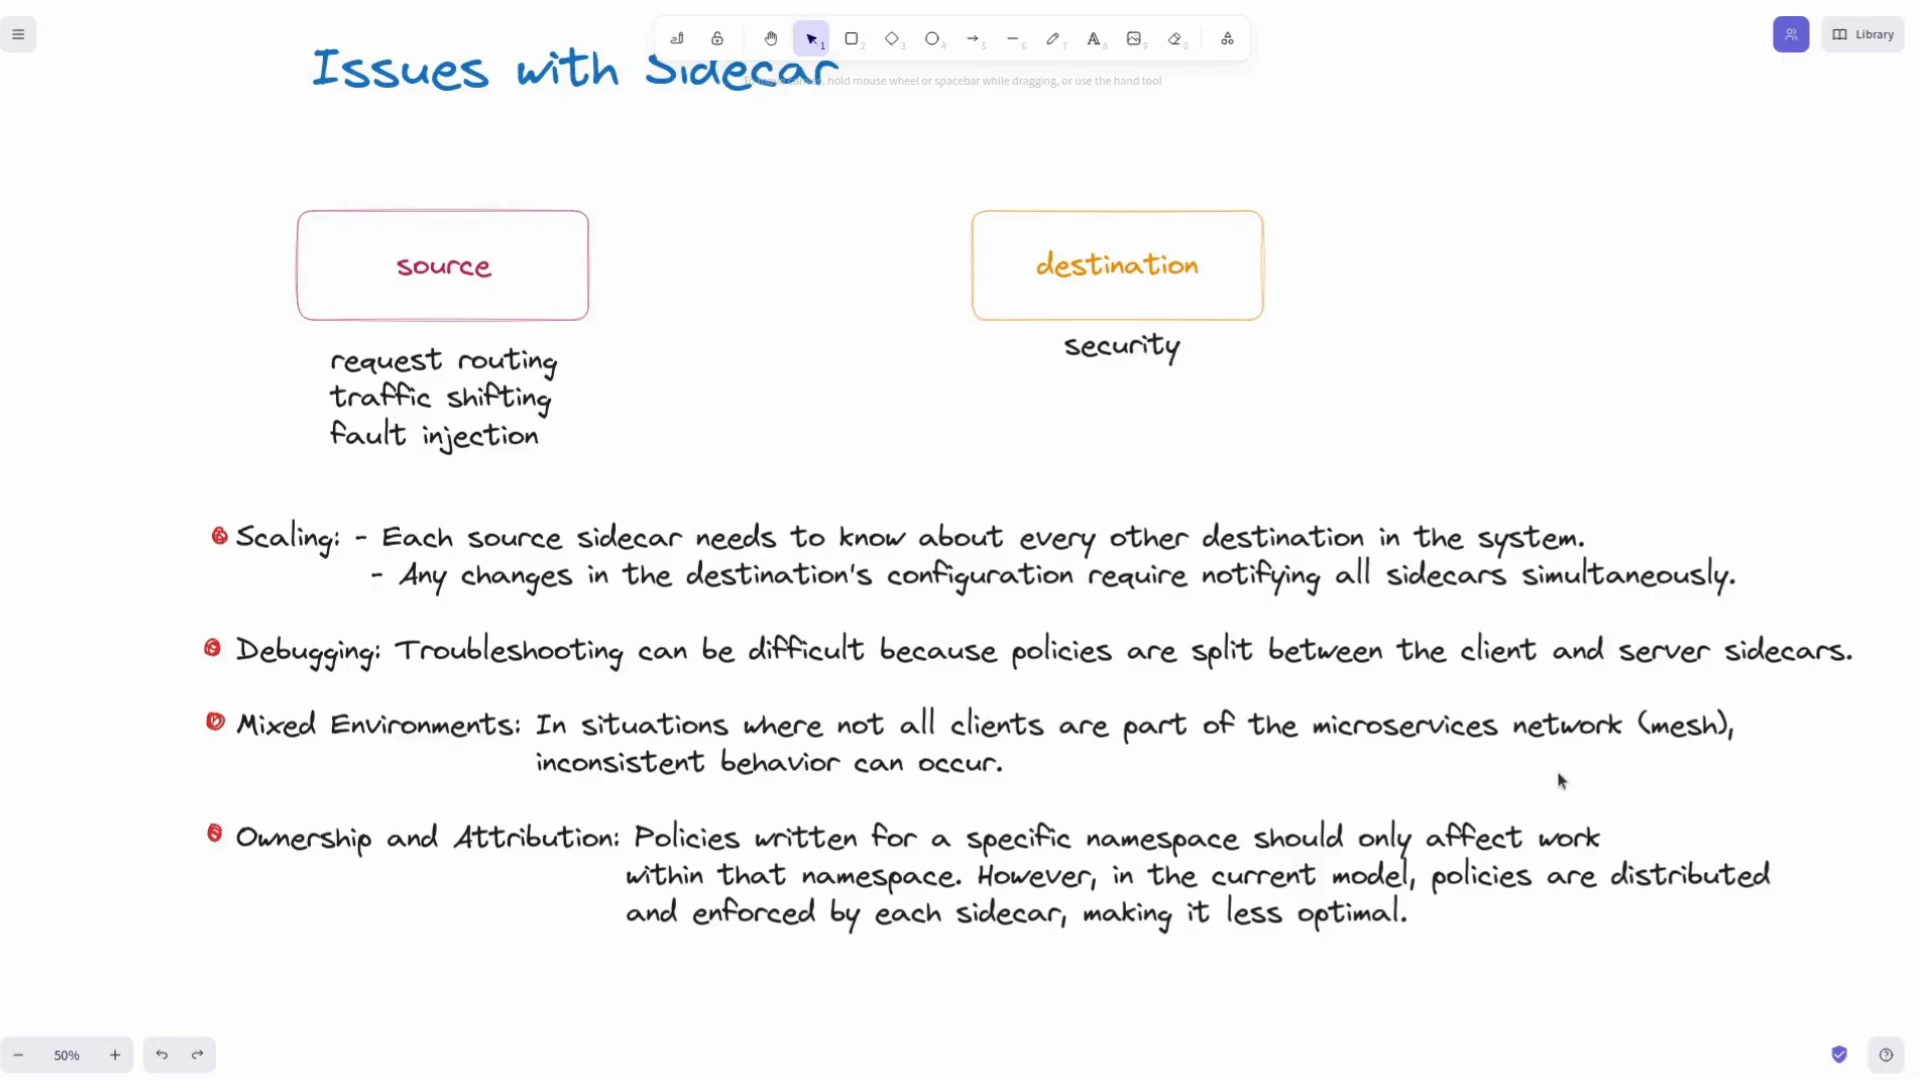 Issues with Sidecar
Library
hold mouse wheel or spacebar while dragging, or use the hand tool
source
destination
request routing
traffic shifting
fault injection
security
Scaling: - Each source sidecar needs to know about every other destination in the system.
- Any changes in the destination's configuration require notifying all sidecars simultaneously.
Debugging: Troubleshooting can be difficult because policies are split between the client and server sidecars.
Mixed Environments: In situations where not all clients are part of the microservices network (mesh),
inconsistent behavior can occur.
Ownership and Attribution: Policies written for a specific namespace should only affect work
within that namespace. However, in the current model, policies are distributed
and enforced by each sidecar, making it less optimal.
50%